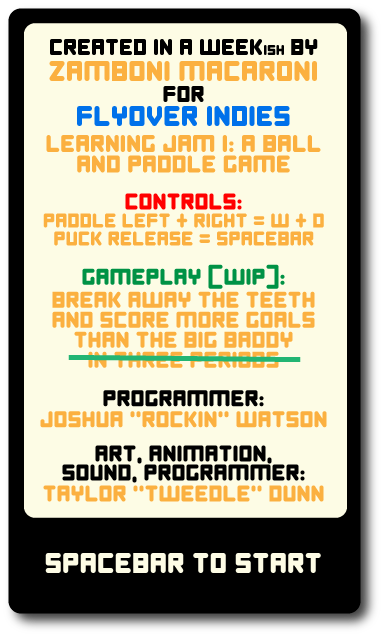 CREATED IN A WEEKISH BY
ZAMBONI MACARONI
FOR
FLYOVER INDIES
LEARNING JAM 1: A BALL
AND PADDLE GAME
CONTROLS:
PADDLE LEFT + RIGHT = W + D
PUCK RELEASE = SPACEBAR
GAMEPLAY [WIP]:
BREAK AWAY THE TEETH
AND SCORE MORE GOALS
THAN THE BIG BADDY
IN THREE PERIODS
PROGRAMMER:
JOSHUA "ROCKIN" WATSON
ART, ANIMATION,
SOUND, PROGRAMMER:
TAYLOR "TWEEDLE" DUNN
SPACEBAR TO START